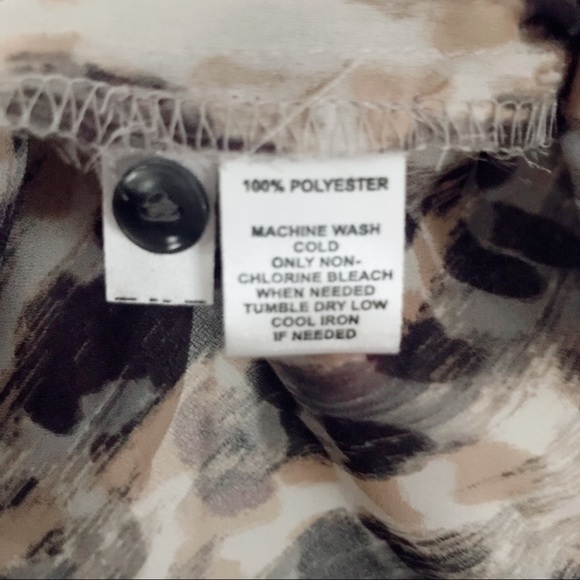 100% POLYESTER
MACHINE WASH
COLD
ONLY NON-
CHLORINE BLEACH
WHEN NEEDED
TUMBLE DRY LOW
COOL IRON
IF NEEDED